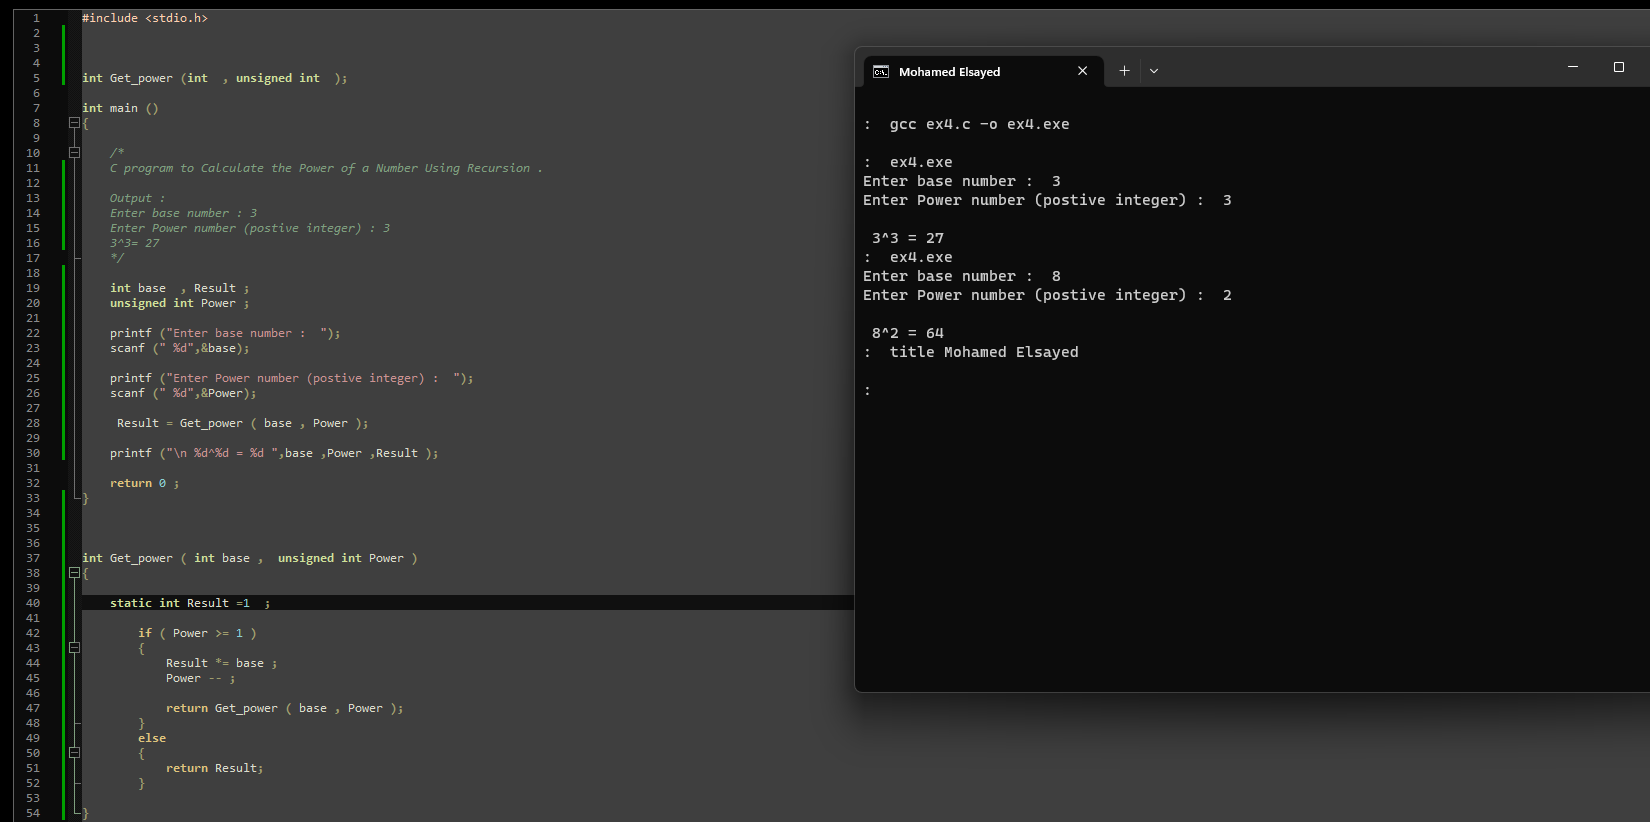 1 #include <stdio.h>
2
3
4
5 int Get_power (int  , unsigned int  );
6
7 int main ()
8 {
9
10     /*
11     C program to Calculate the Power of a Number Using Recursion .
12
13     Output :
14     Enter base number : 3
15     Enter Power number (postive integer) : 3
16     3^3= 27
17     */
18
19     int base  , Result ;
20     unsigned int Power ;
21
22     printf ("Enter base number :  ");
23     scanf (" %d",&base);
24
25     printf ("Enter Power number (postive integer) :  ");
26     scanf (" %d",&Power);
27
28      Result = Get_power ( base , Power );
29
30     printf ("\n %d^%d = %d ",base ,Power ,Result );
31
32     return 0 ;
33 }
34
35
36
37 int Get_power ( int base ,  unsigned int Power )
38 {
39
40     static int Result =1  ;
41
42         if ( Power >= 1 )
43         {
44             Result *= base ;
45             Power -- ;
46
47             return Get_power ( base , Power );
48         }
49         else
50         {
51             return Result;
52         }
53
54 }
Mohamed Elsayed
:  gcc ex4.c -o ex4.exe
:  ex4.exe
Enter base number :  3
Enter Power number (postive integer) :  3
3^3 = 27
:  ex4.exe
Enter base number :  8
Enter Power number (postive integer) :  2
8^2 = 64
:  title Mohamed Elsayed
: